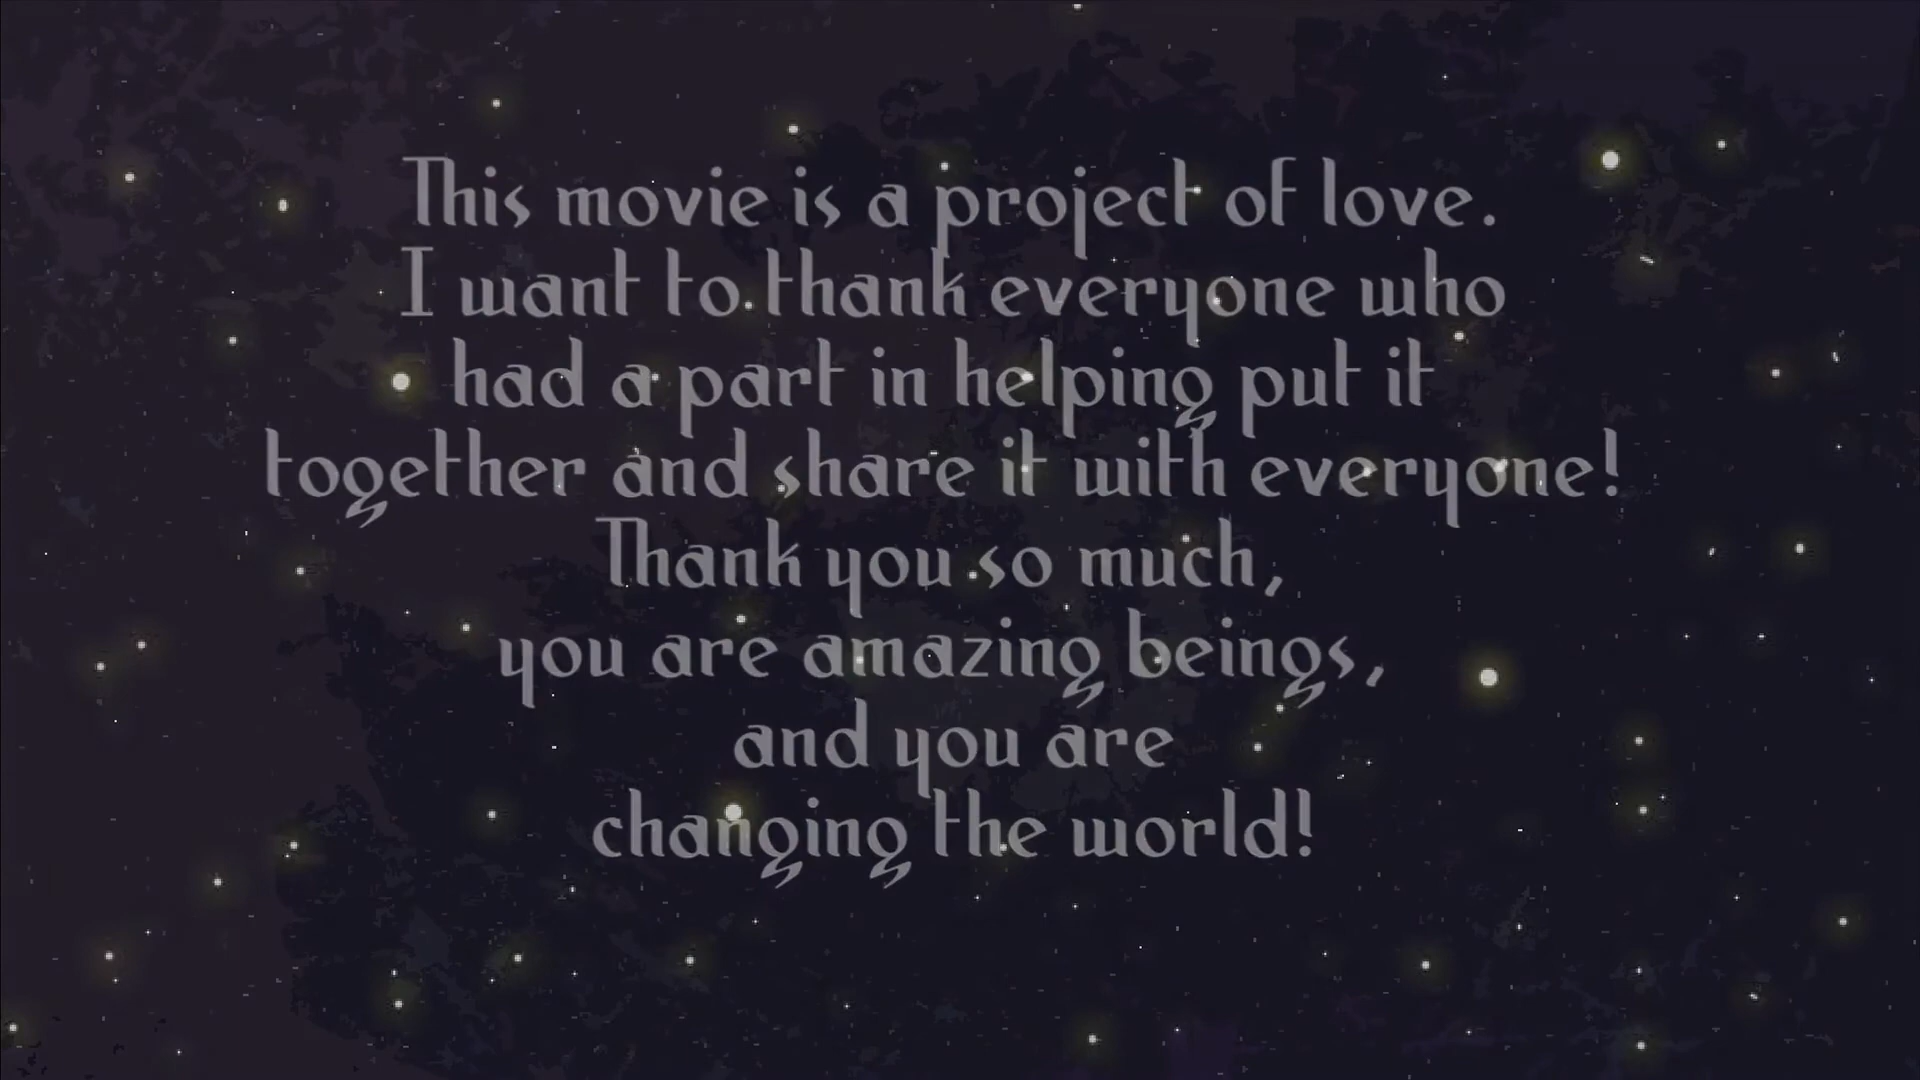 This movie is a project of love.
I want to thank everyone who
had a part in helping put it
together and share it with everyone!
Thank you so much,
you are amazing beings,
and you are
changing the world!